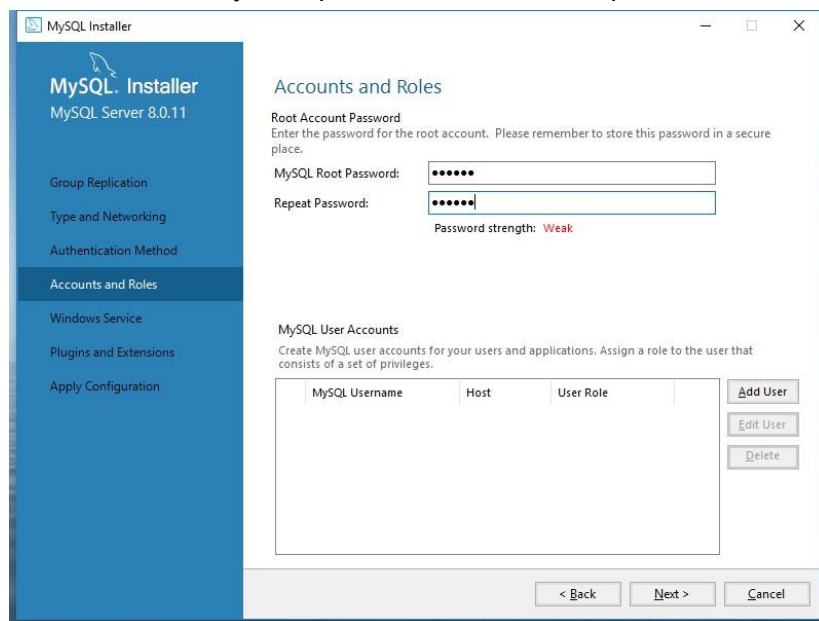 MySQL Installer
MySQL. Installer
MySQL Server 8.0.11
Group Replication
Type and Networking
Authentication Method
Accounts and Roles
Windows Service
Plugins and Extensions
Apply Configuration
Accounts and Roles
Root Account Password
Enter the password for the root account. Please remember to store this password in a secure
place.
MySQL Root Password: ●●●●●●
Repeat Password: ●●●●●●
Password strength: Weak
MySQL User Accounts
Create MySQL user accounts for your users and applications. Assign a role to the user that
consists of a set of privileges.
MySQL Username Host User Role
Add User
Edit User
Delete
< Back Next > Cancel